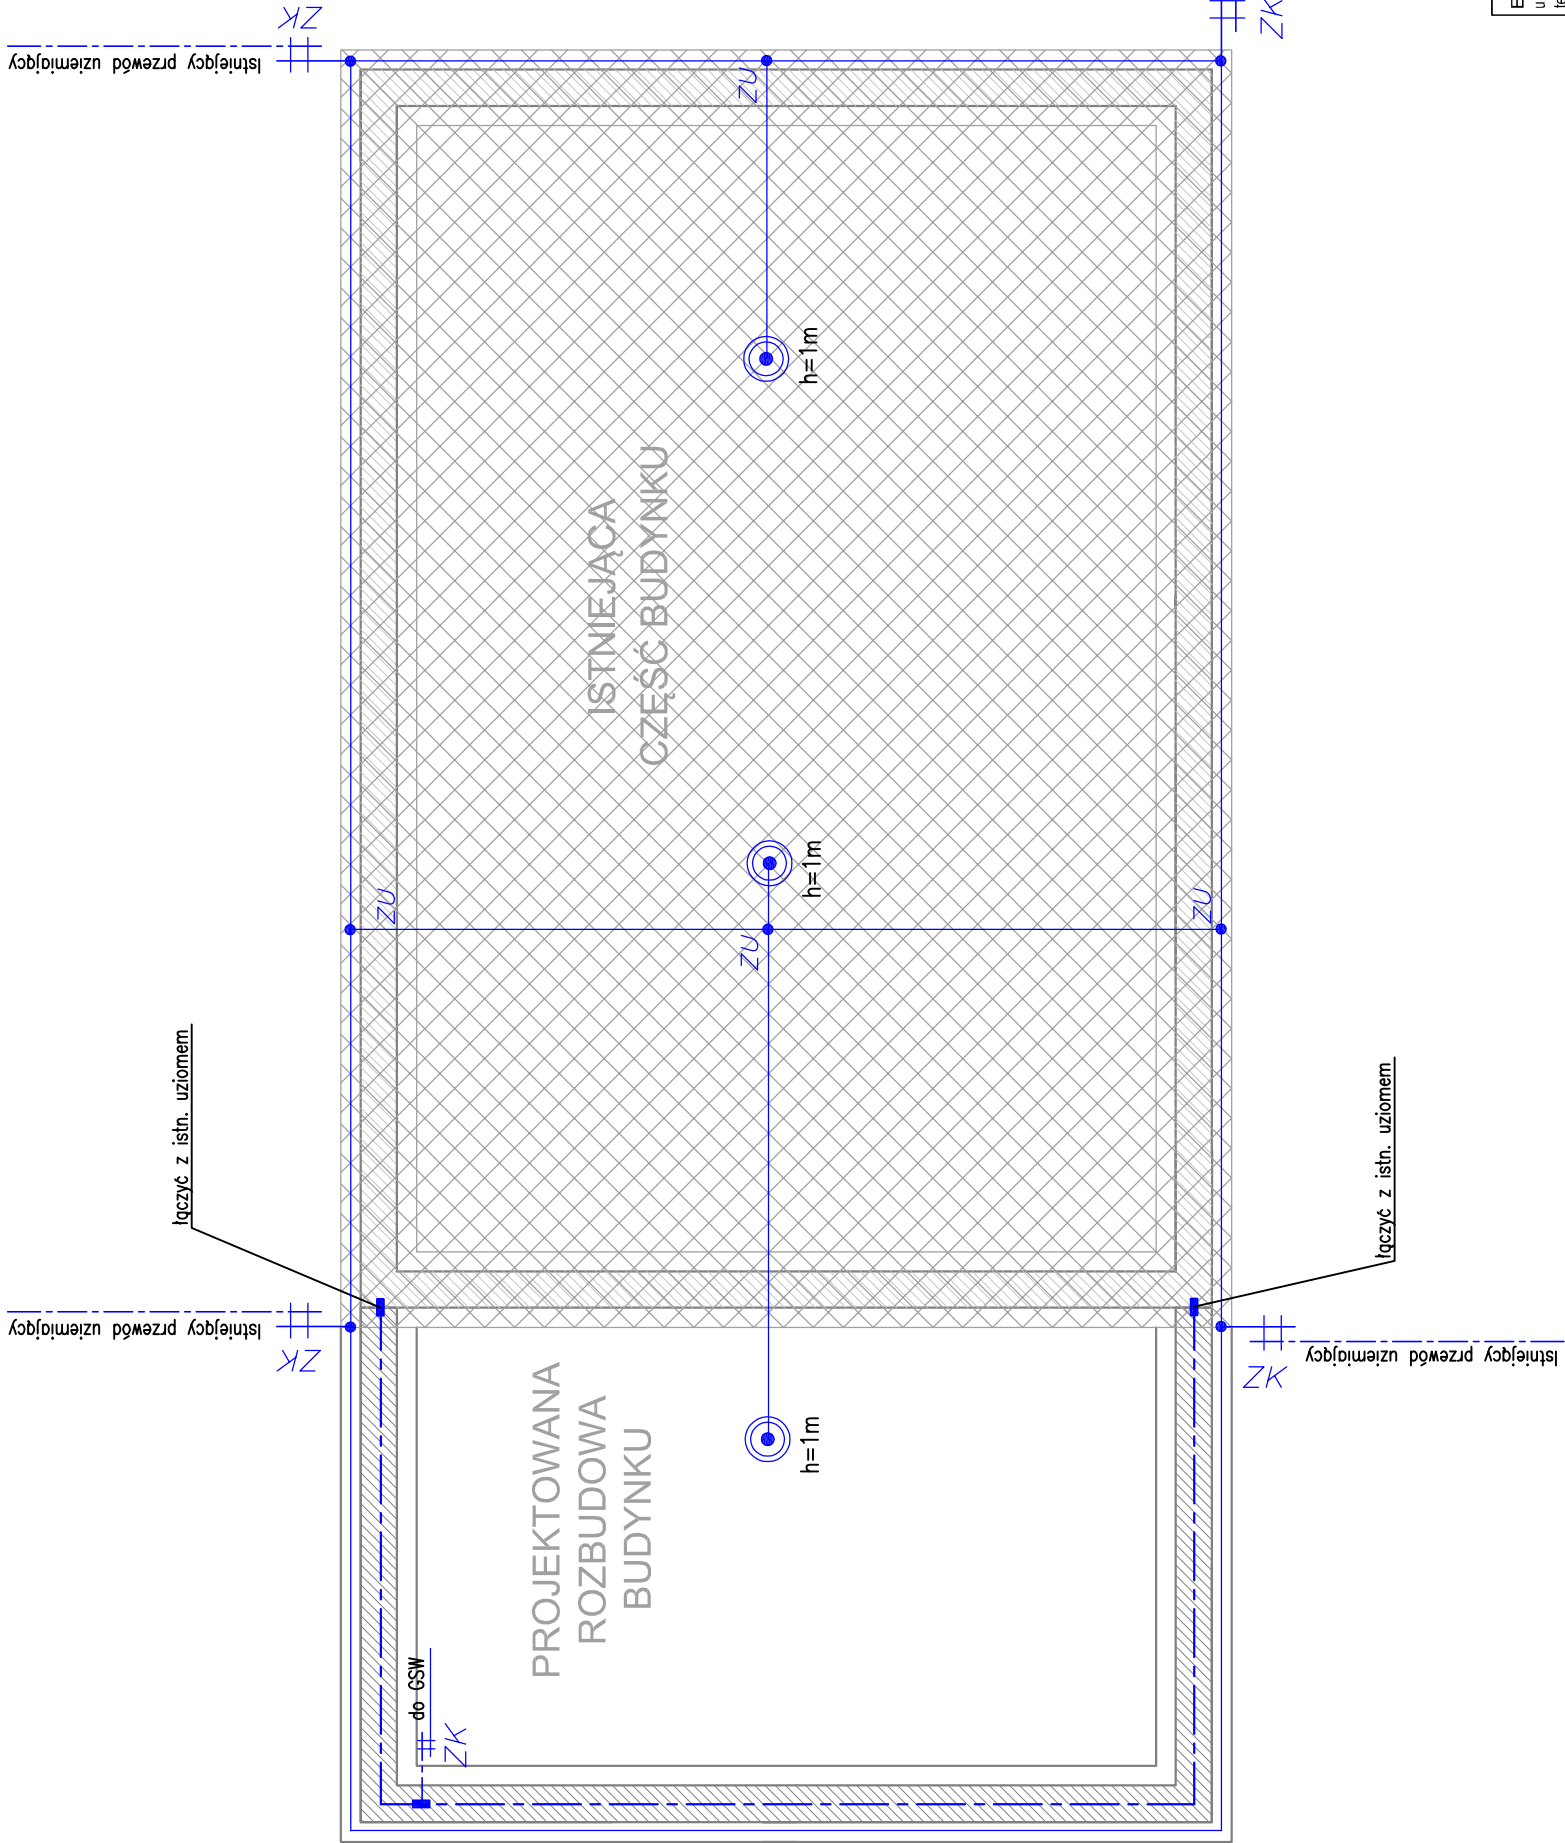 ZK
Istniejący przewód uziemiający
ZK
ZU
h=1m
ISTNIEJĄCA
CZĘŚĆ BUDYNKU
h=1m
ZU
ZU
ZU
łączyć z istn. uziomem
łączyć z istn. uziomem
Istniejący przewód uziemiający
ZK
ZK
Istniejący przewód uziemiający
h=1m
PROJEKTOWANA
ROZBUDOWA
BUDYNKU
do GSW
ZK